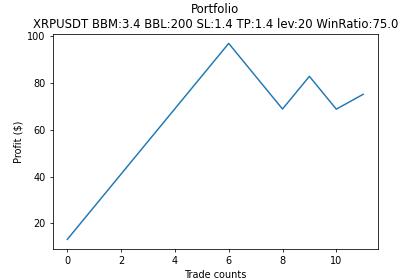 Portfolio
XRPUSDT BBM:3.4 BBL:200 SL:1.4 TP:1.4 lev:20 WinRatio:75.0
100
80
60
40
20
Profit ($)
0 2 4 6 8 10
Trade counts